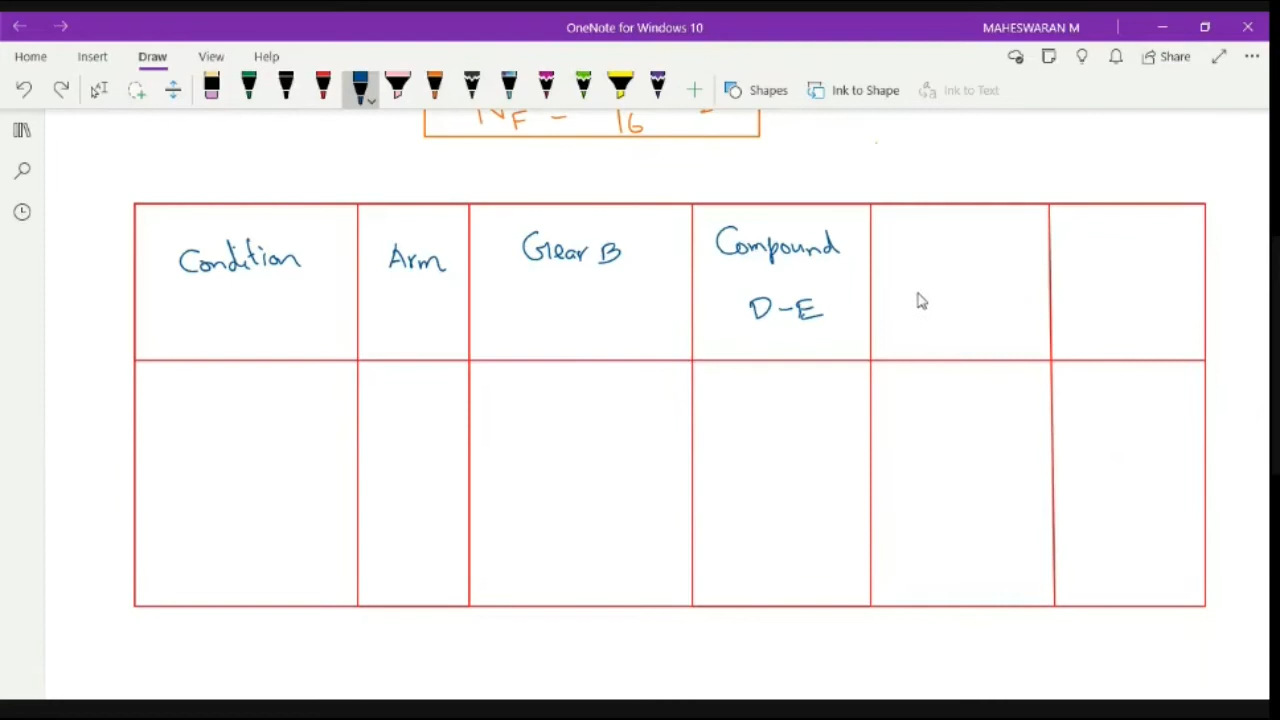 OneNote for Windows 10
MAHESWARAN M
Home Insert Draw View Help
Share
Shapes
Ink to Shape
Ink to Text
NF = 16
Condition
Arm
Gear B
Compound
D-E